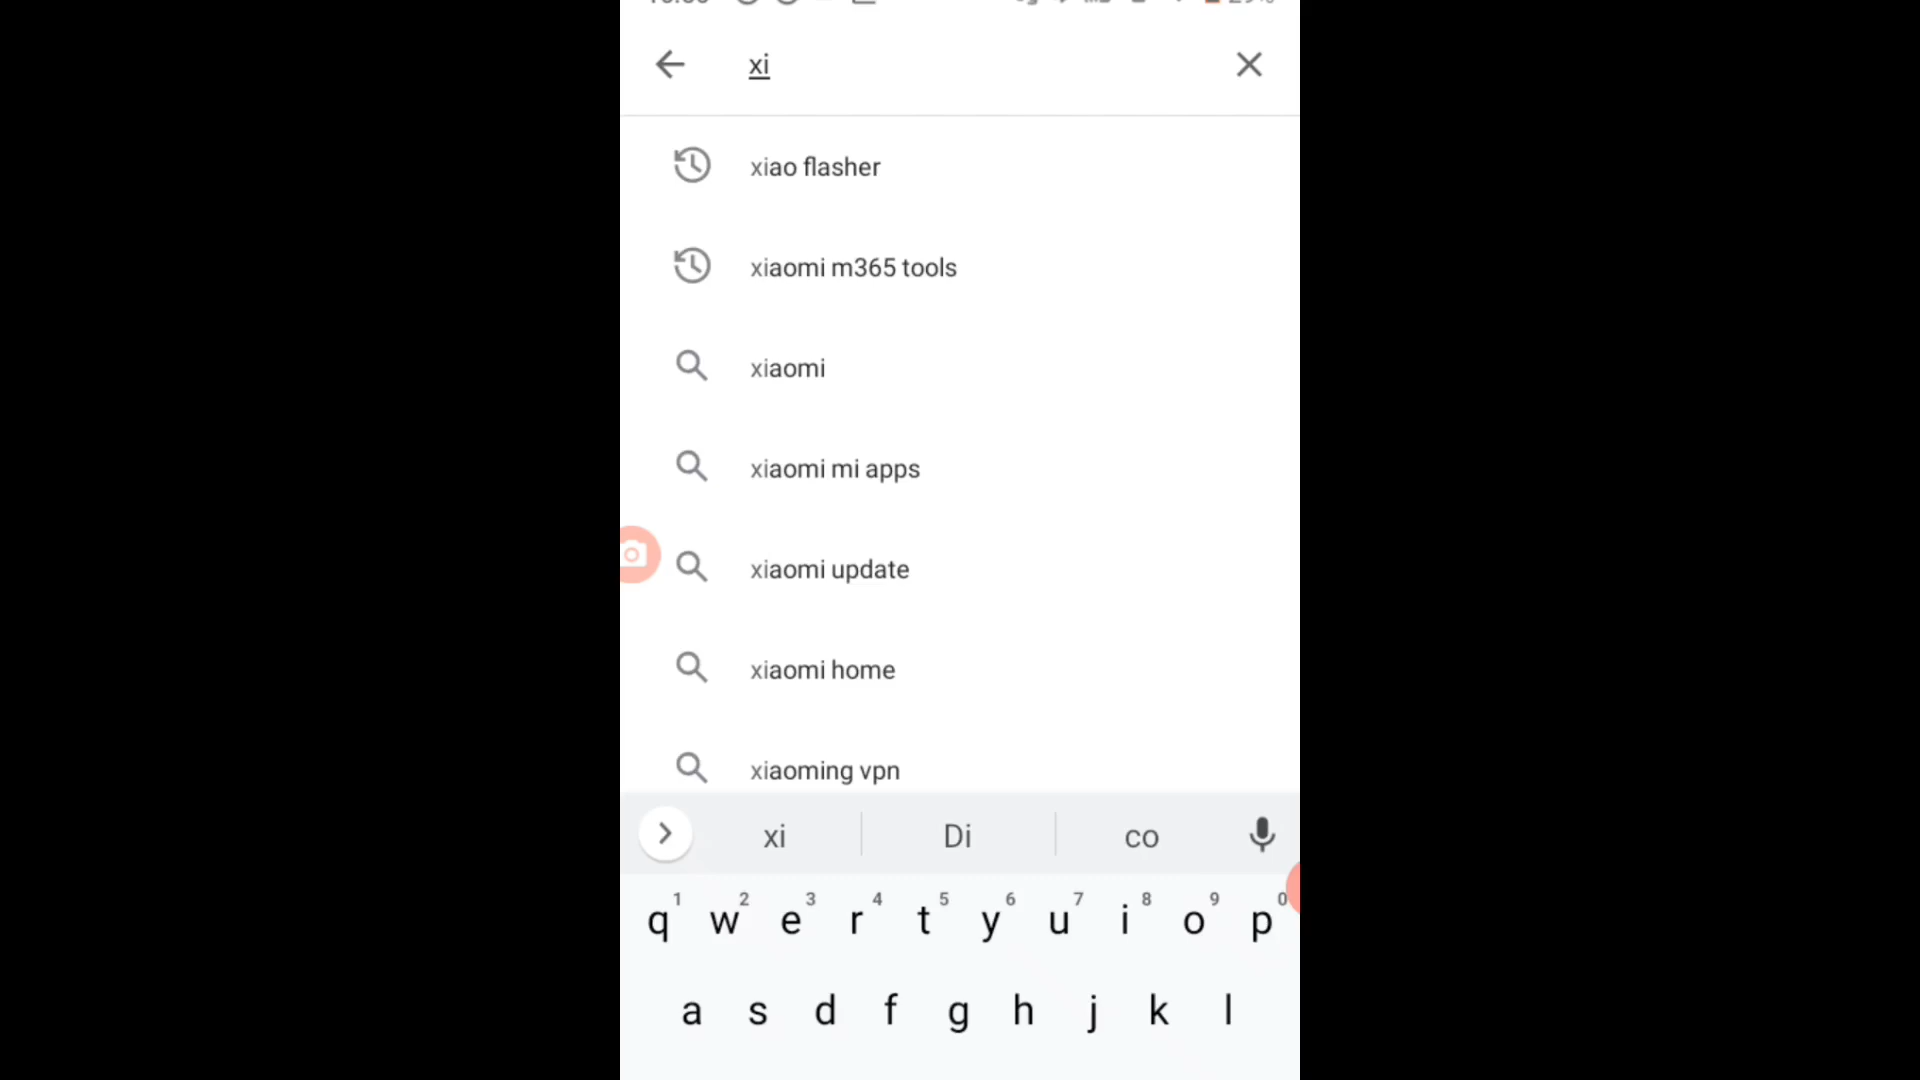 xi
xiao flasher
xiaomi m365 tools
xiaomi
xiaomi mi apps
xiaomi update
xiaomi home
xiaoming vpn
xi Di co
1 2 3 4 5 6 7 8 9 0
q w e r t y u i o p
a s d f g h j k l